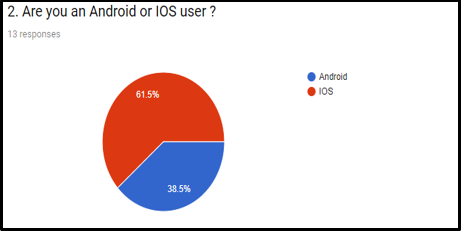 2. Are you an Android or IOS user ?
13 responses
Android
IOS
61.5%
38.5%